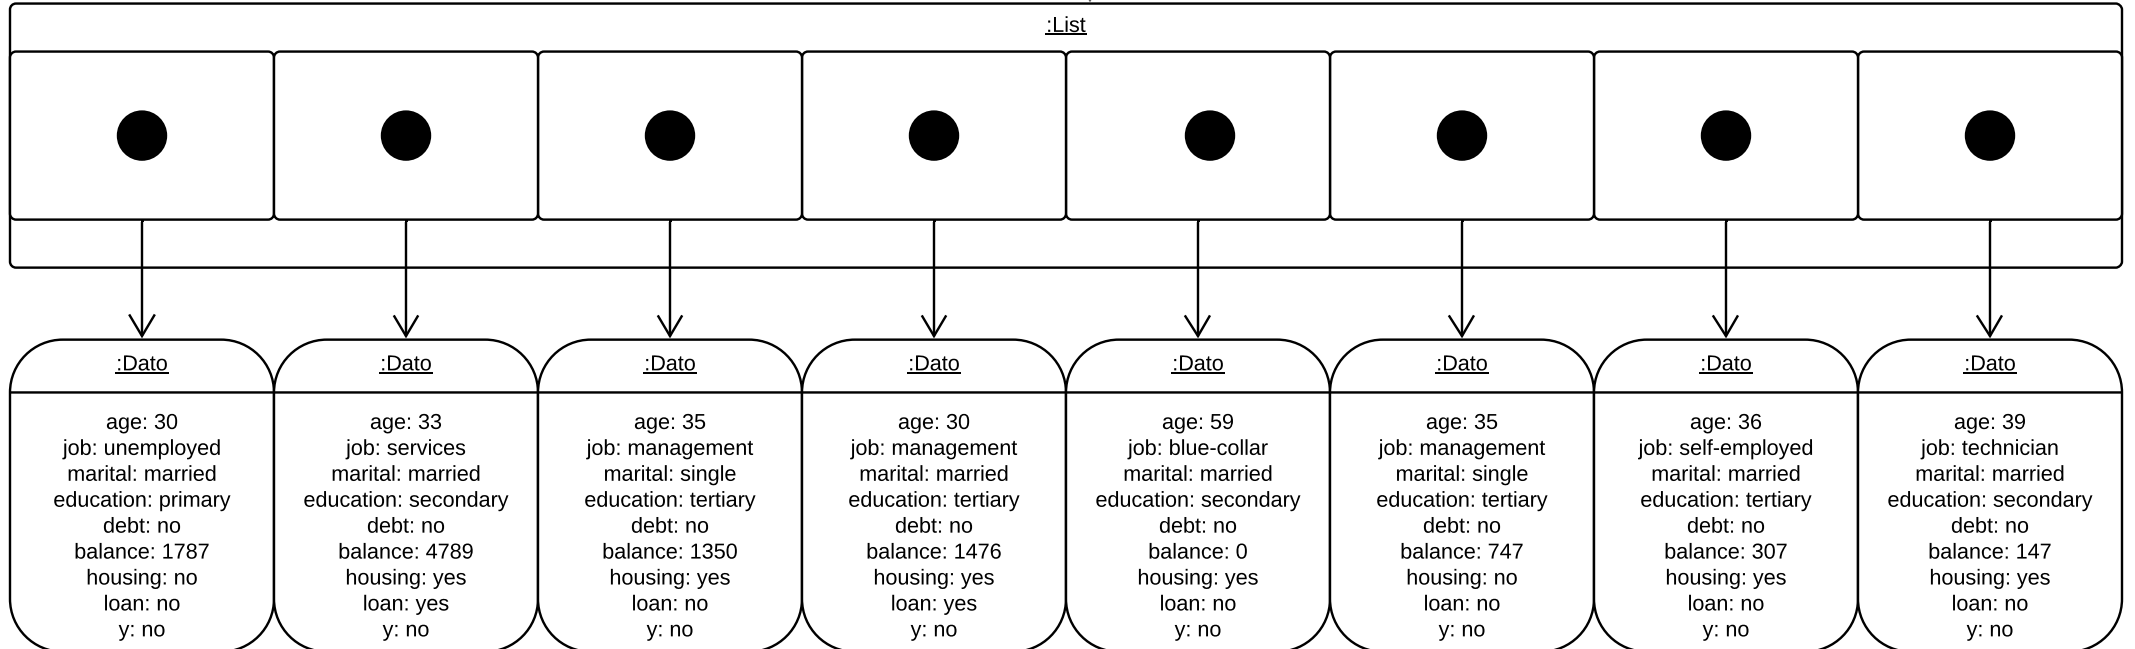 :List
:Dato
age: 30
job: unemployed
marital: married
education: primary
debt: no
balance: 1787
housing: no
loan: no
y: no
:Dato
age: 33
job: services
marital: married
education: secondary
debt: no
balance: 4789
housing: yes
loan: yes
y: no
:Dato
age: 35
job: management
marital: single
education: tertiary
debt: no
balance: 1350
housing: yes
loan: no
y: no
:Dato
age: 30
job: management
marital: married
education: tertiary
debt: no
balance: 1476
housing: yes
loan: yes
y: no
:Dato
age: 59
job: blue-collar
marital: married
education: secondary
debt: no
balance: 0
housing: yes
loan: no
y: no
:Dato
age: 35
job: management
marital: single
education: tertiary
debt: no
balance: 747
housing: no
loan: no
y: no
:Dato
age: 36
job: self-employed
marital: married
education: tertiary
debt: no
balance: 307
housing: yes
loan: no
y: no
:Dato
age: 39
job: technician
marital: married
education: secondary
debt: no
balance: 147
housing: yes
loan: no
y: no